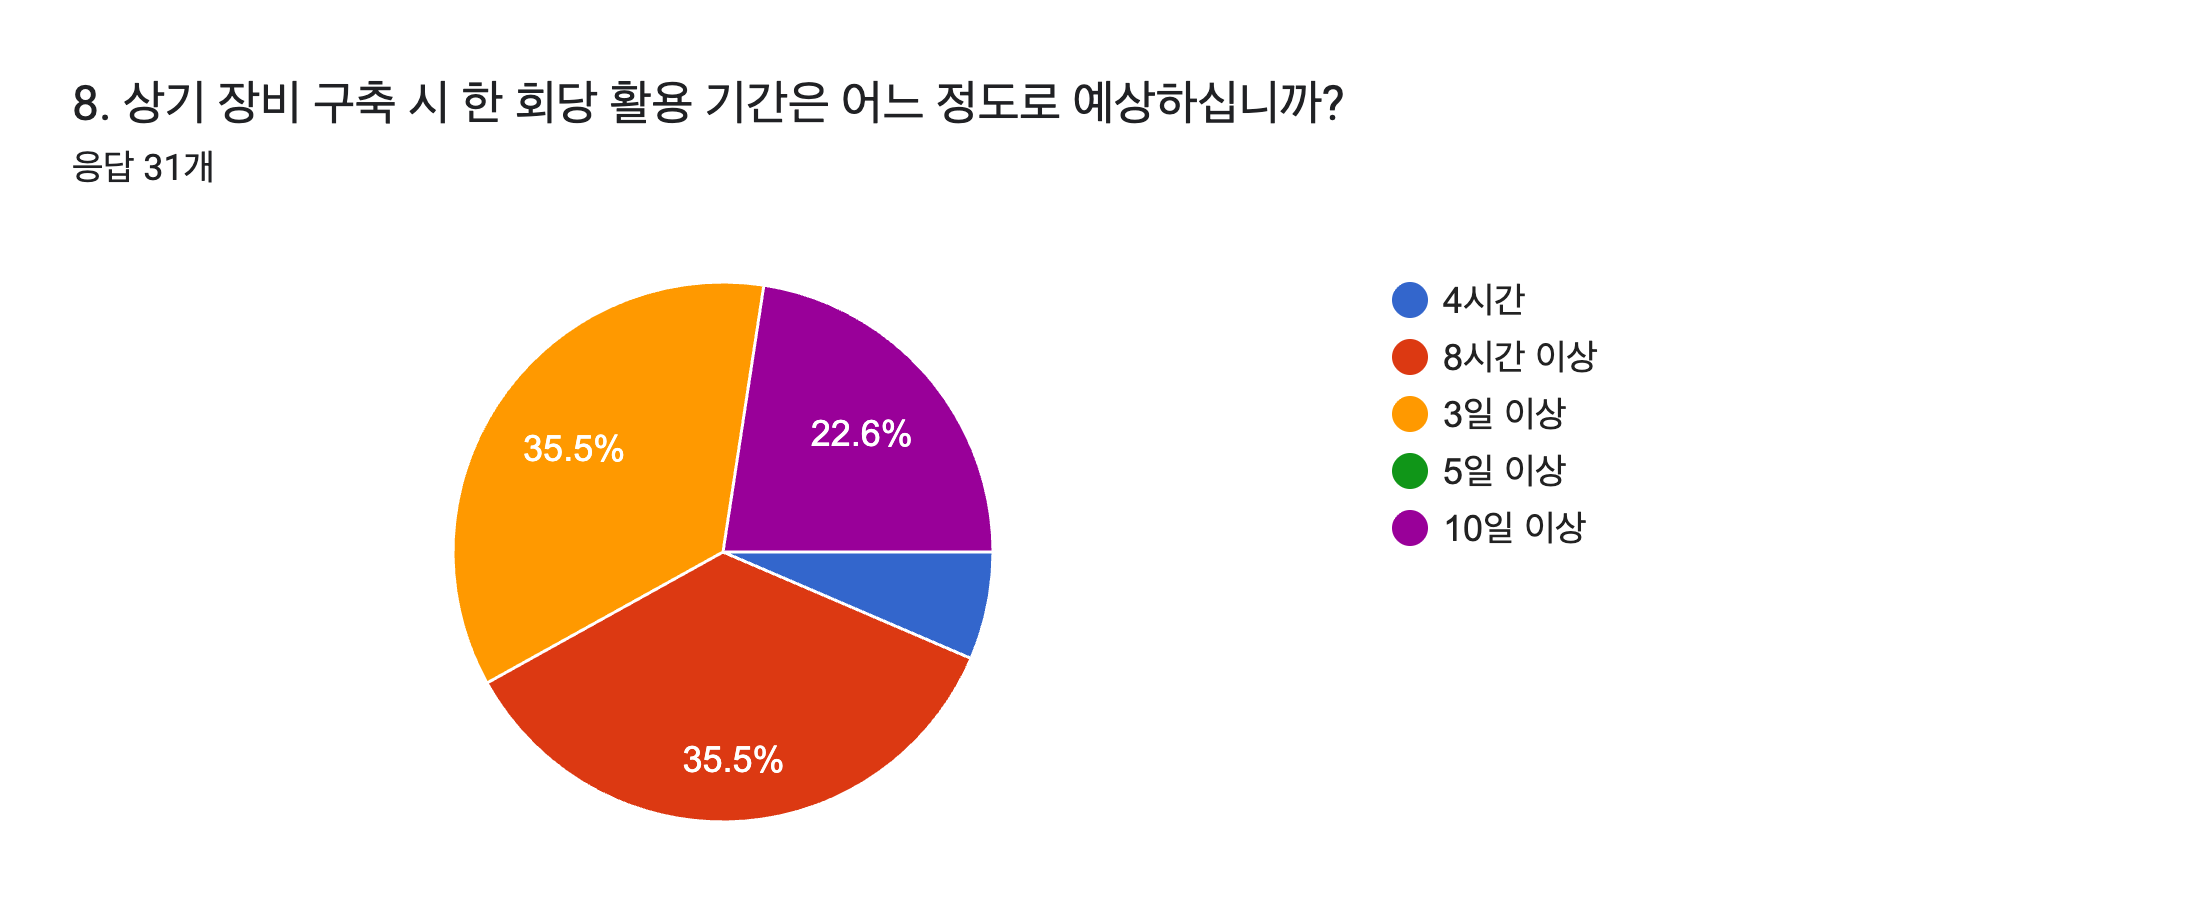 8. 상기 장비 구축 시 한 회당 활용 기간은 어느 정도로 예상하십니까?
응답 31개
4시간
8시간 이상
3일 이상
5일 이상
10일 이상
22.6%
35.5%
35.5%